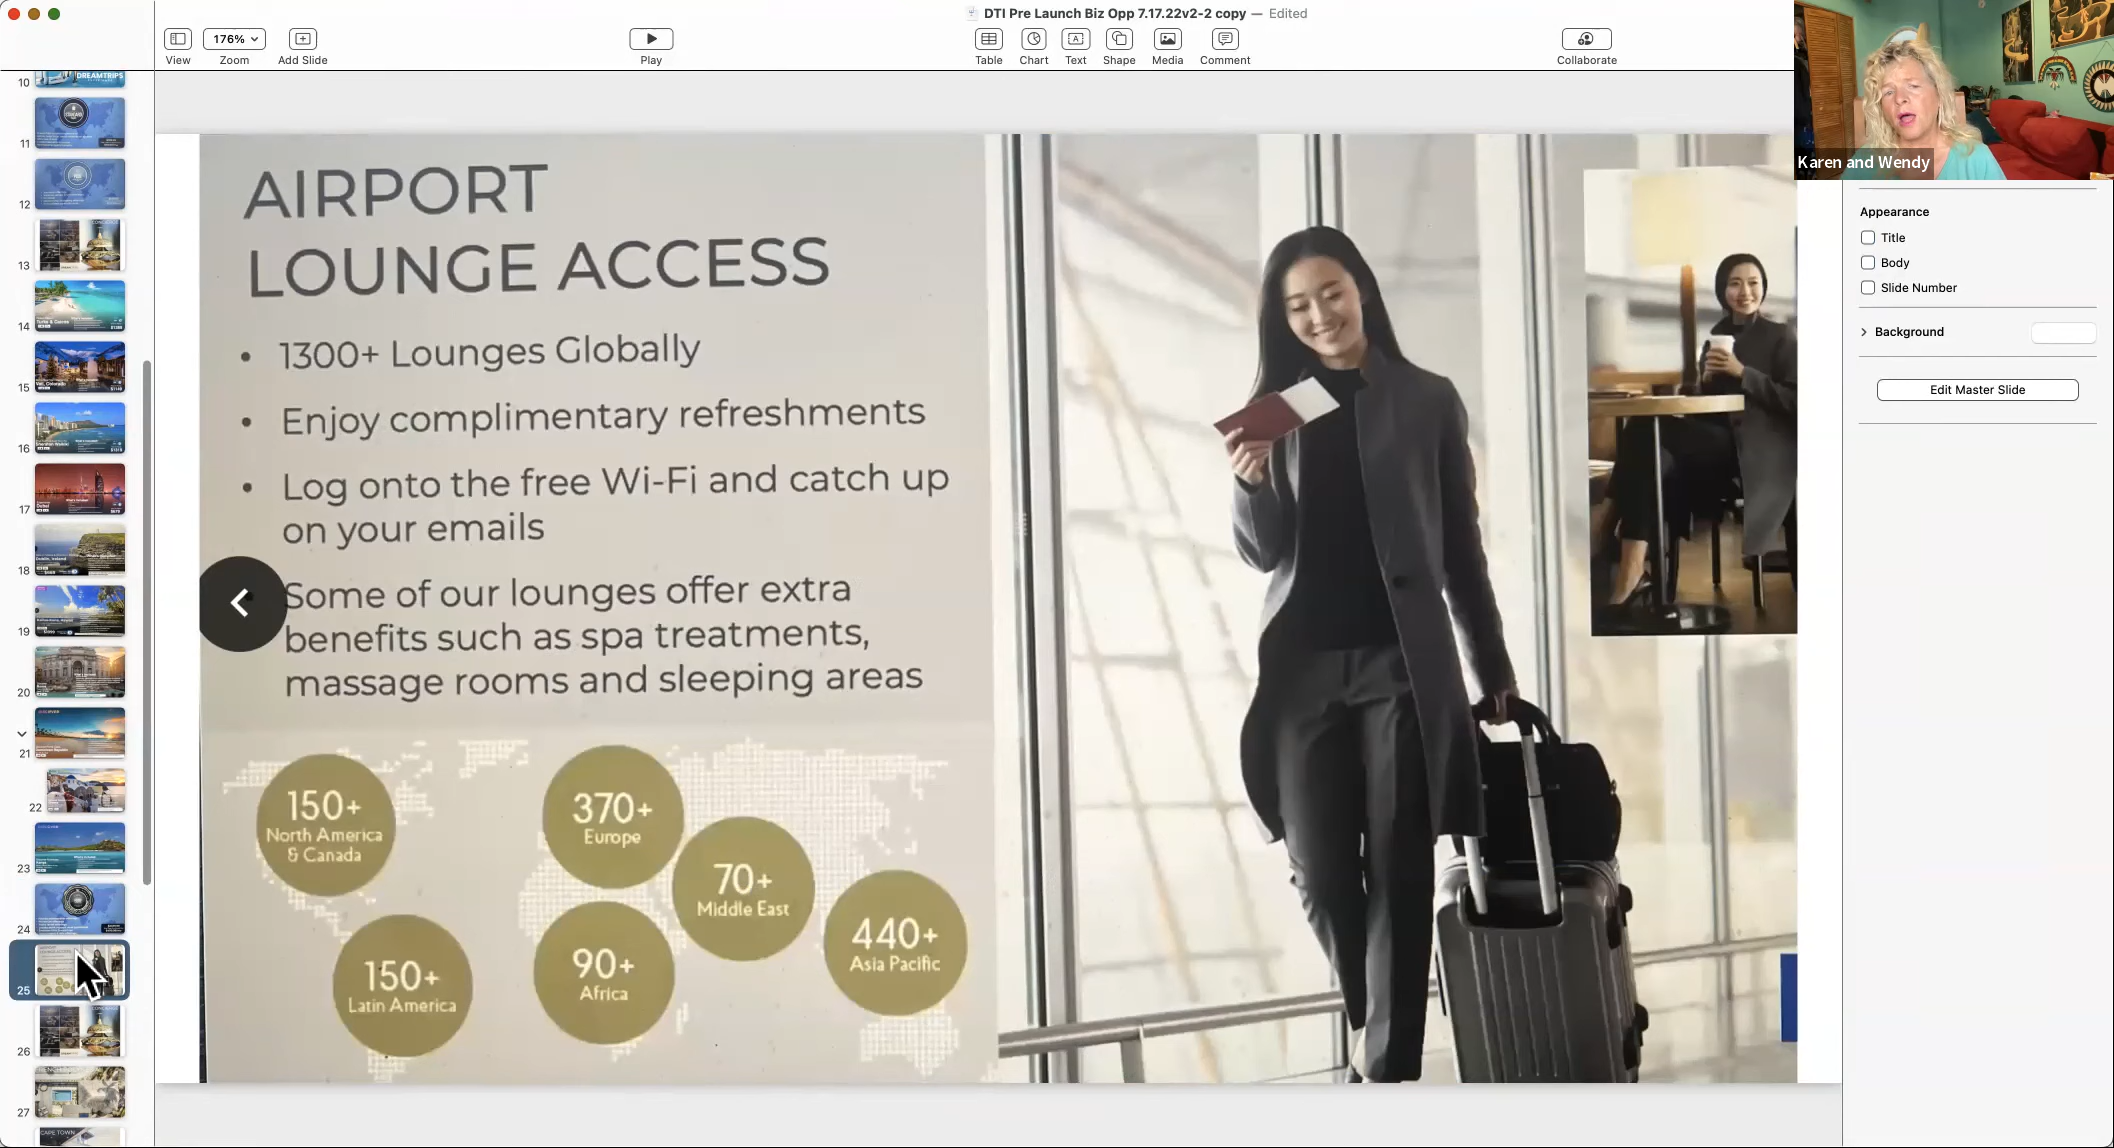 DTI Pre Launch Biz Opp 7.17.22v2-2 copy — Edited
176%
View
Zoom
Add Slide
Play
Table
Chart
Text
Shape
Media
Comment
Collaborate
Karen and Wendy
Appearance
Title
Body
Slide Number
Background
Edit Master Slide
10
DREAMTRIPS
11
12
13
14
15
16
17
18
19
20
21
22
23
24
25
26
27
CAPE TOWN
AIRPORT
LOUNGE ACCESS
• 1300+ Lounges Globally
• Enjoy complimentary refreshments
• Log onto the free Wi-Fi and catch up
on your emails
Some of our lounges offer extra
benefits such as spa treatments,
massage rooms and sleeping areas
150+
North America
& Canada
370+
Europe
70+
Middle East
440+
Asia Pacific
150+
Latin America
90+
Africa